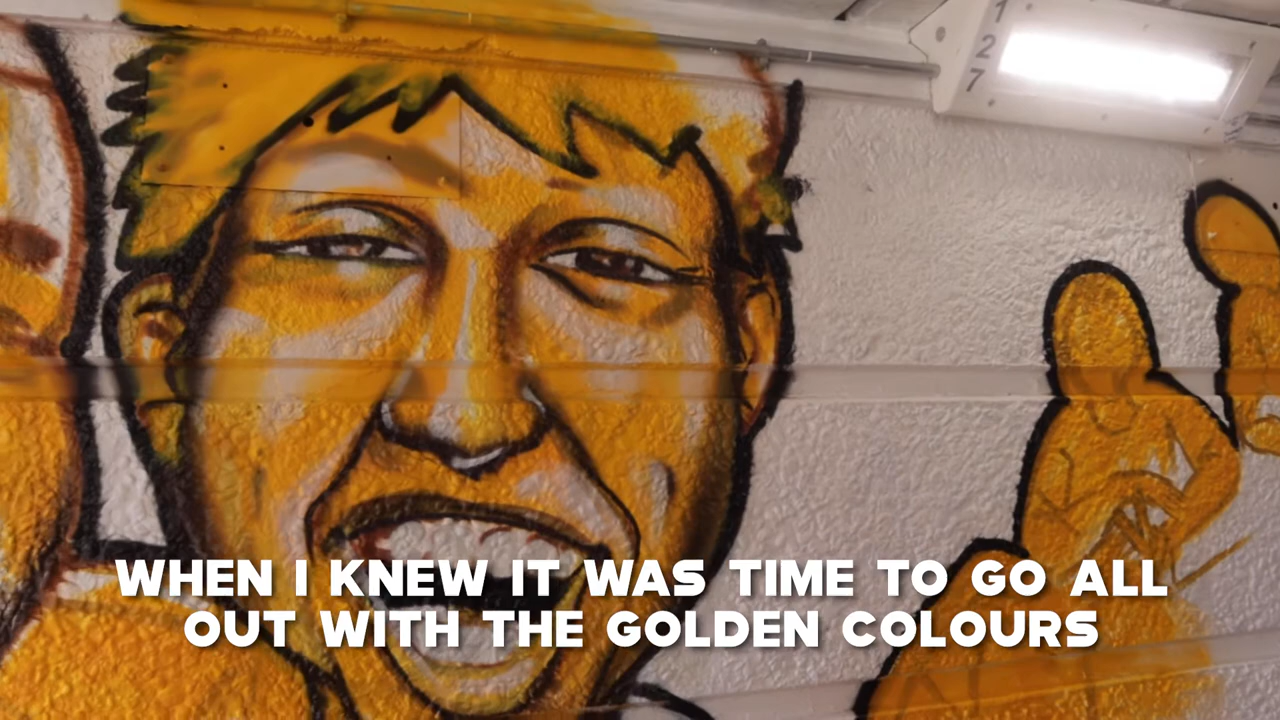 127
WHEN I KNEW IT WAS TIME TO GO ALL
OUT WITH THE GOLDEN COLOURS